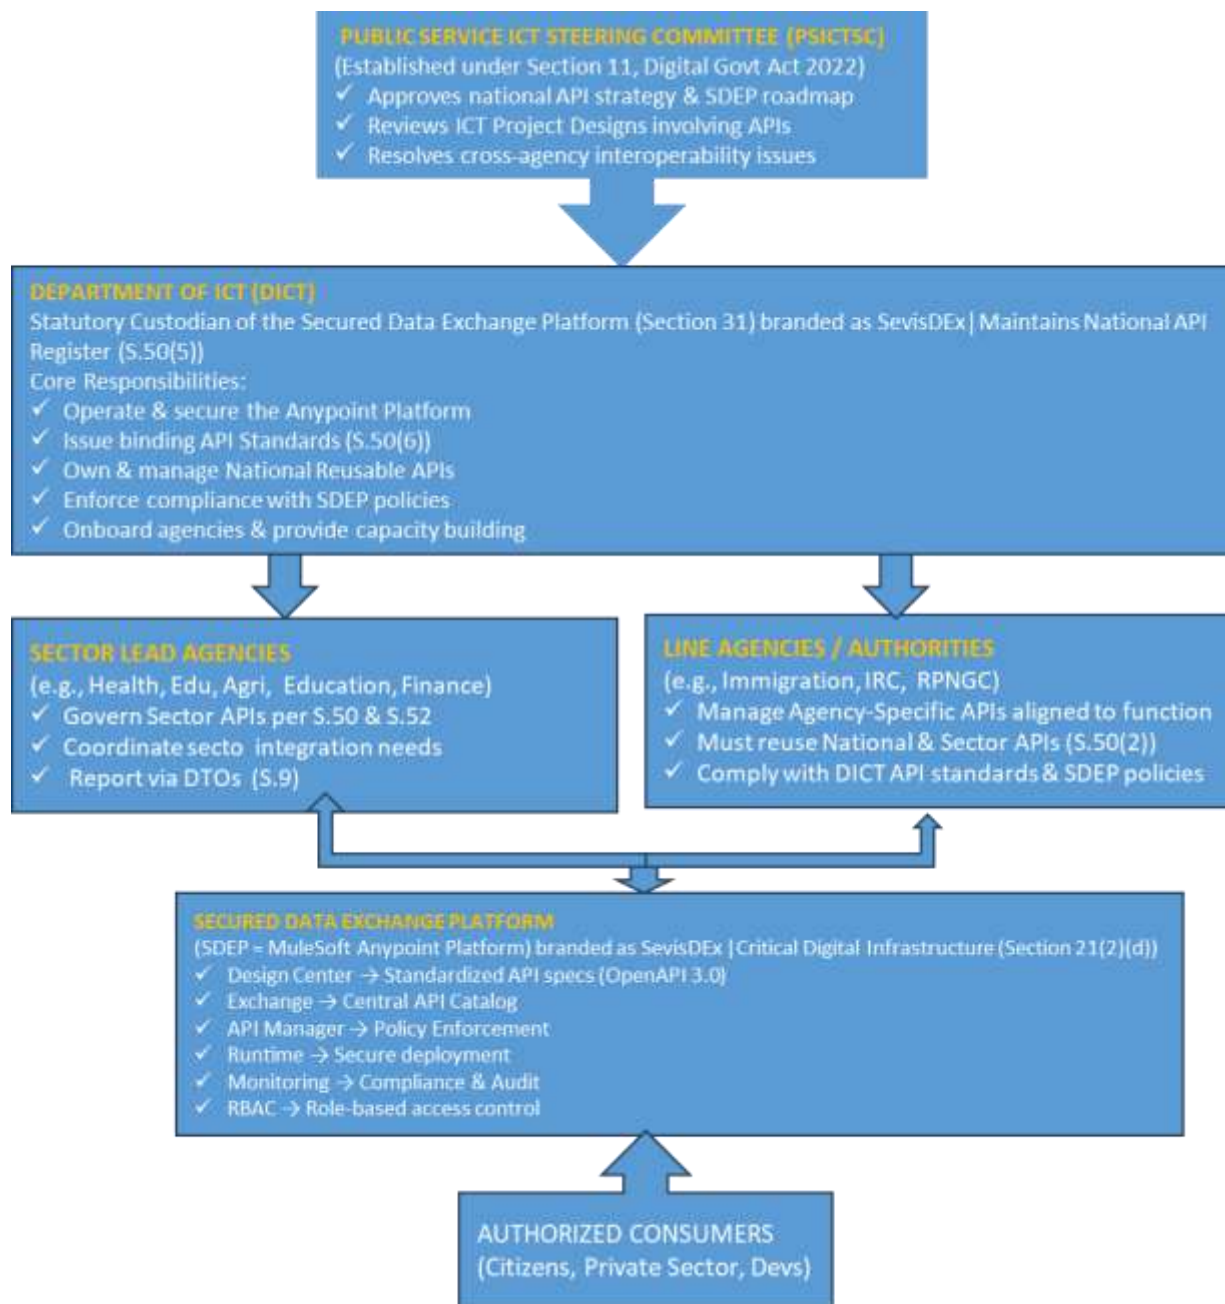 PUBLIC SERVICE ICT STEERING COMMITTEE (PSICTSC)
(Established under Section 11, Digital Govt Act 2022)
✓ Approves national API strategy & SDEP roadmap
✓ Reviews ICT Project Designs involving APIs
✓ Resolves cross-agency interoperability issues
DEPARTMENT OF ICT (DICT)
Statutory Custodian of the Secured Data Exchange Platform (Section 31) branded as SevisDEx|Maintains National API
Register (S.50(5))
Core Responsibilities:
✓ Operate & secure the Anypoint Platform
✓ Issue binding API Standards (S.50(6))
✓ Own & manage National Reusable APIs
✓ Enforce compliance with SDEP policies
✓ Onboard agencies & provide capacity building
SECTOR LEAD AGENCIES
(e.g., Health, Edu, Agri, Education, Finance)
✓ Govern Sector APIs per S.50 & S.52
✓ Coordinate secto integration needs
✓ Report via DTOs (S.9)
LINE AGENCIES / AUTHORITIES
(e.g., Immigration, IRC, RPNGC)
✓ Manage Agency-Specific APIs aligned to function
✓ Must reuse National & Sector APIs (S.50(2))
✓ Comply with DICT API standards & SDEP policies
SECURED DATA EXCHANGE PLATFORM
(SDEP = MuleSoft Anypoint Platform) branded as SevisDEx |Critical Digital Infrastructure (Section 21(2)(d))
✓ Design Center → Standardized API specs (OpenAPI 3.0)
✓ Exchange → Central API Catalog
✓ API Manager → Policy Enforcement
✓ Runtime → Secure deployment
✓ Monitoring → Compliance & Audit
✓ RBAC → Role-based access control
AUTHORIZED CONSUMERS
(Citizens, Private Sector, Devs)